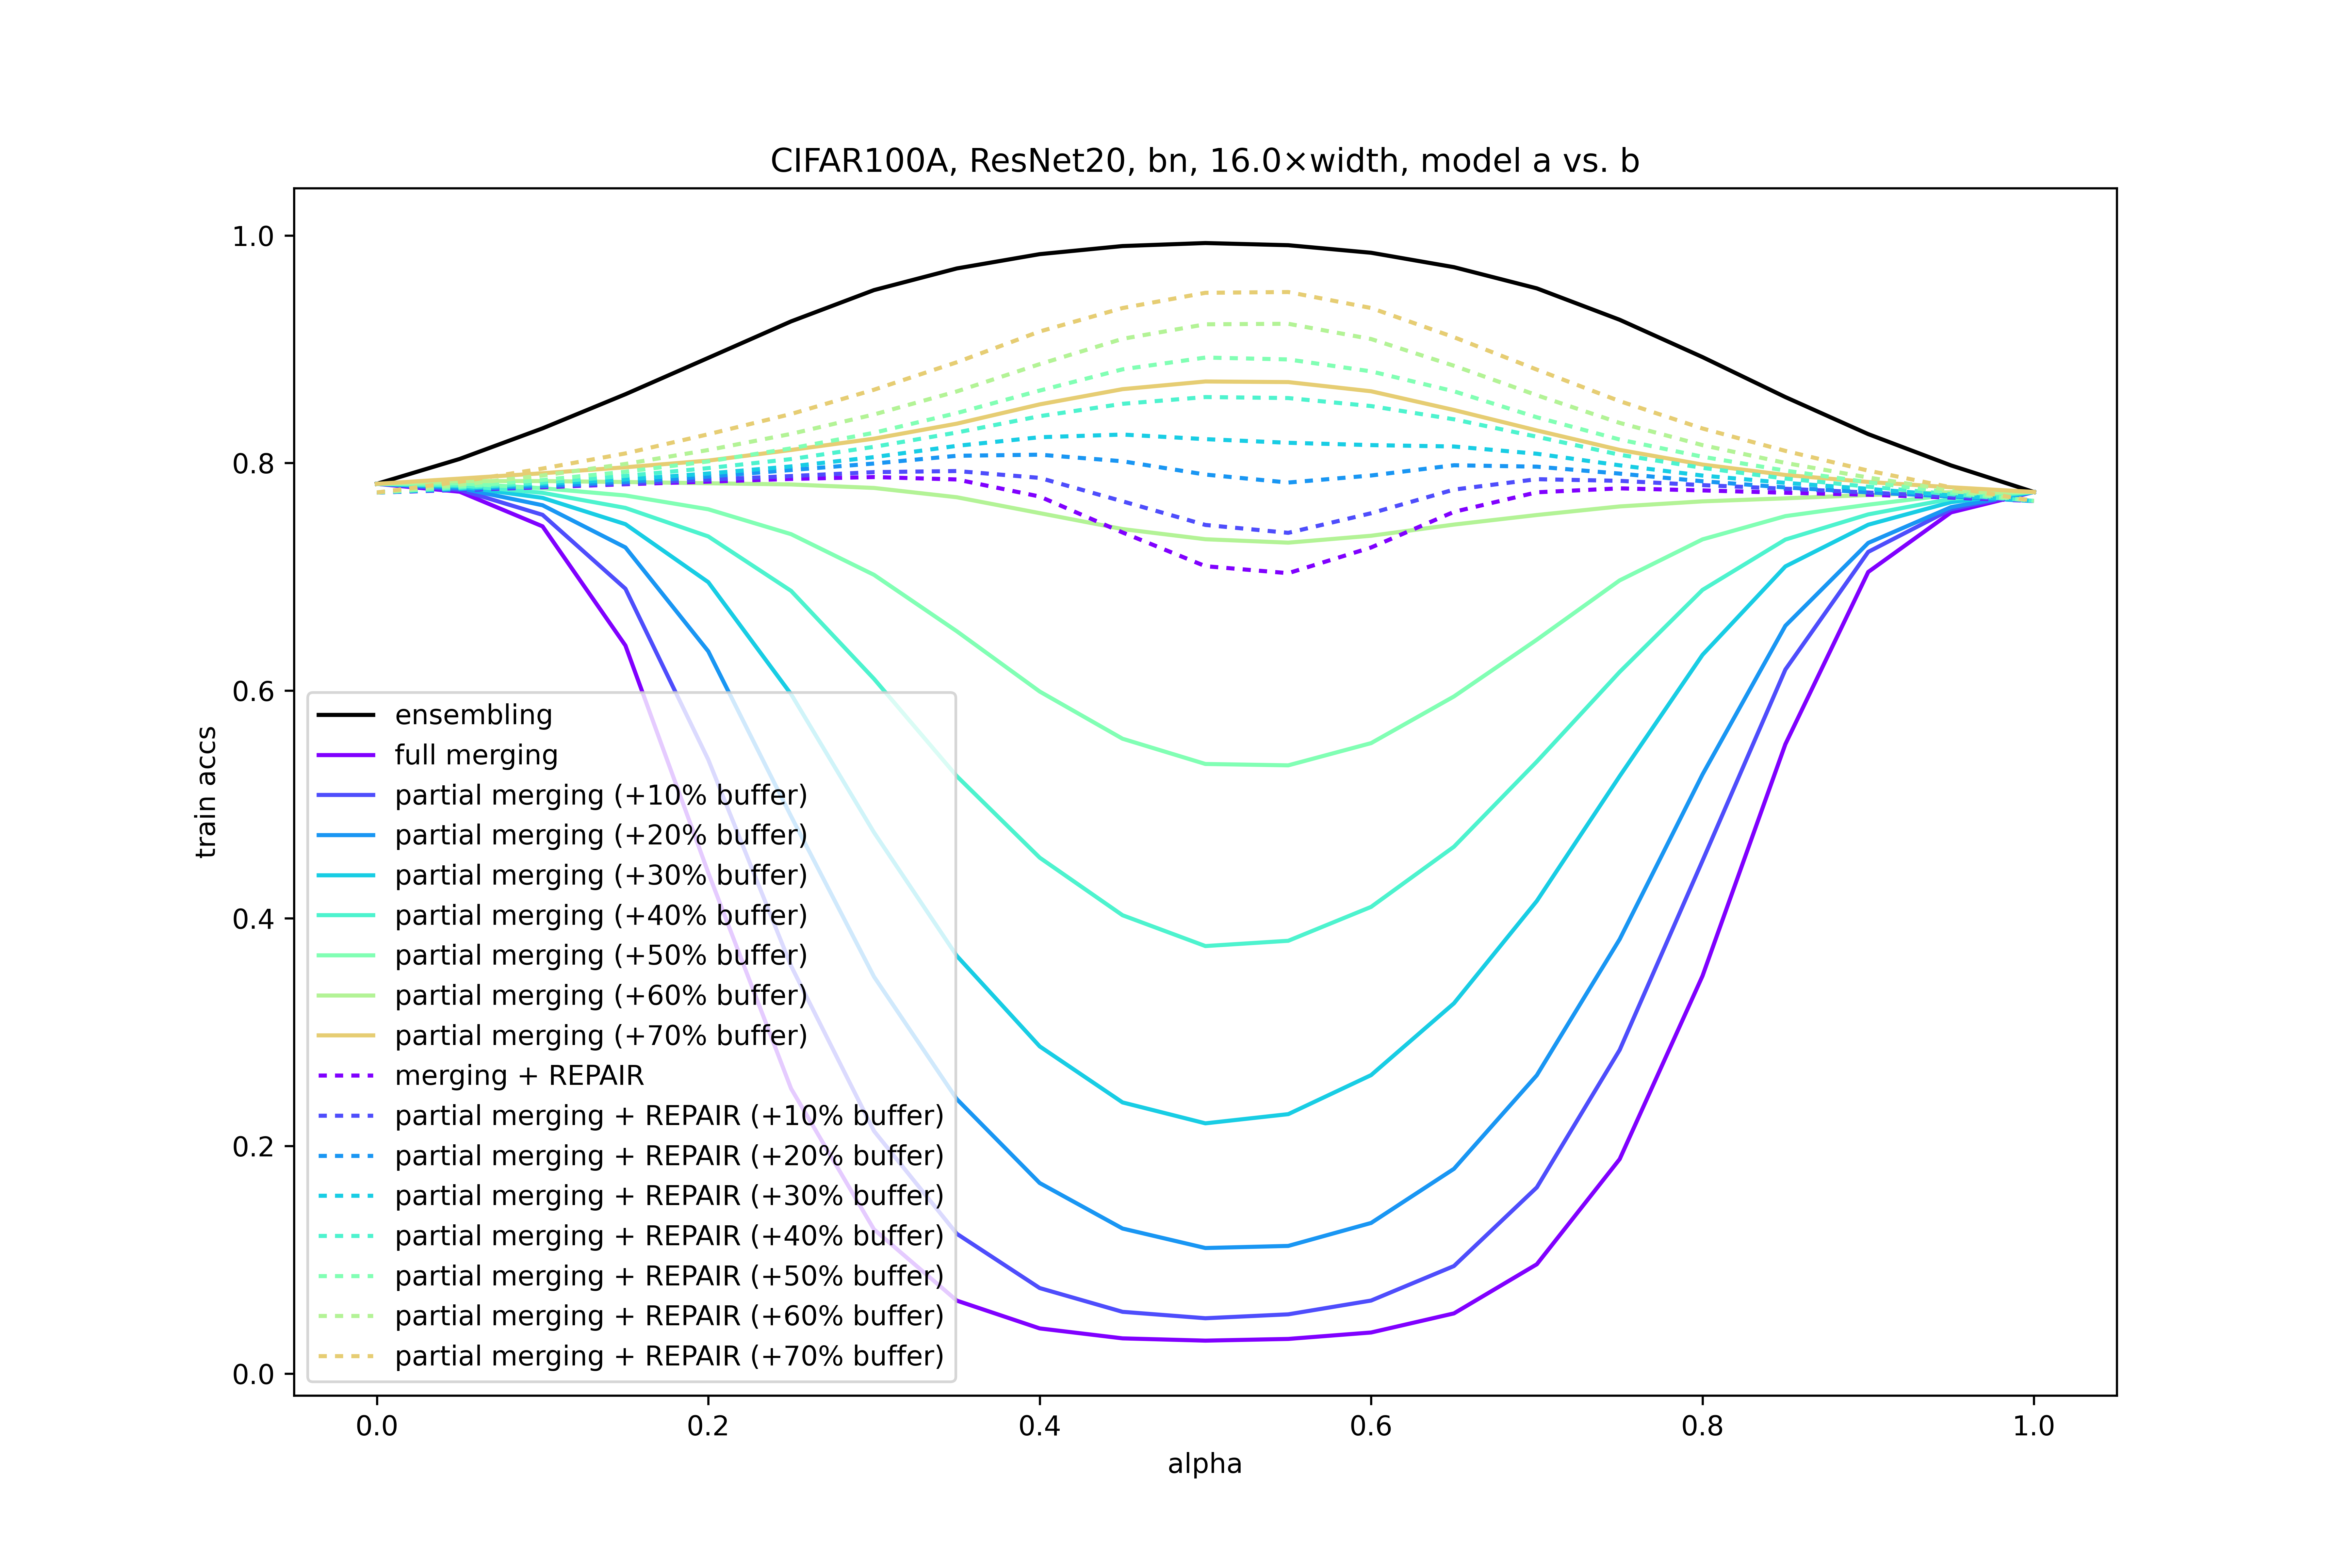 CIFAR100A, ResNet20, bn, 16.0×width, model a vs. b
1.0
0.8
0.6
0.4
0.2
0.0
train accs
ensembling
full merging
partial merging (+10% buffer)
partial merging (+20% buffer)
partial merging (+30% buffer)
partial merging (+40% buffer)
partial merging (+50% buffer)
partial merging (+60% buffer)
partial merging (+70% buffer)
merging + REPAIR
partial merging + REPAIR (+10% buffer)
partial merging + REPAIR (+20% buffer)
partial merging + REPAIR (+30% buffer)
partial merging + REPAIR (+40% buffer)
partial merging + REPAIR (+50% buffer)
partial merging + REPAIR (+60% buffer)
partial merging + REPAIR (+70% buffer)
0.0 0.2 0.4 0.6 0.8 1.0
alpha